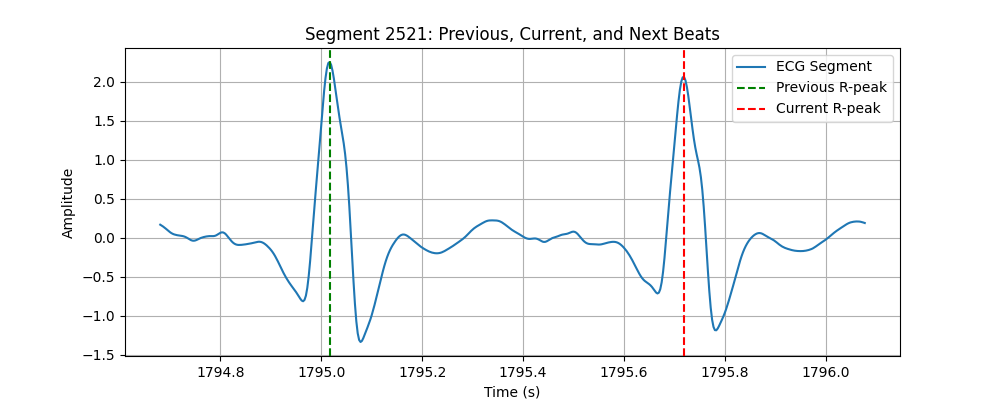 Segment 2521: Previous, Current, and Next Beats
ECG Segment
Previous R-peak
Current R-peak
Amplitude
2.0
1.5
1.0
0.5
0.0
−0.5
−1.0
−1.5
1794.8 1795.0 1795.2 1795.4 1795.6 1795.8 1796.0
Time (s)